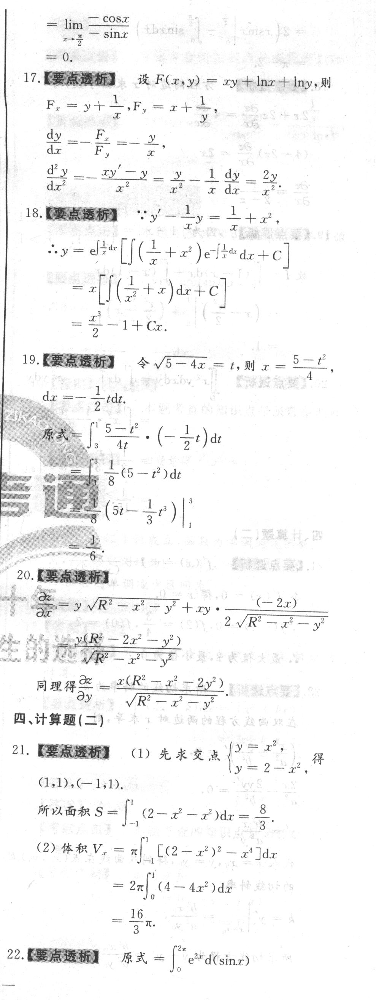 = lim_{x→π/2} (−cosx)/(−sinx)
= 0.
17.【要点透析】 设 F(x,y) = xy + lnx + lny,则
F_x = y + 1/x, F_y = x + 1/y,
dy/dx = − F_x/F_y = − y/x,
d²y/dx² = − (xy′ − y)/x² = y/x² − 1/x dy/dx = 2y/x².
18.【要点透析】 ∵ y′ − 1/x y = 1/x + x²,
∴ y = e^{∫1/x dx} [∫(1/x + x²)e^{−∫1/x dx} dx + C]
= x[∫(1/x² + x)dx + C]
= x³/2 − 1 + Cx.
19.【要点透析】 令 √(5 − 4x) = t,则 x = (5 − t²)/4,
dx = − 1/2 tdt.
原式 = ∫_3^1 (5 − t²)/4t · (− 1/2 t)dt
= ∫_1^3 1/8 (5 − t²)dt
= 1/8 (5t − 1/3 t³)|_1^3
= 1/6.
20.【要点透析】
∂z/∂x = y √(R² − x² − y²) + xy · (− 2x)/(2 √(R² − x² − y²))
= y(R² − 2x² − y²)/√(R² − x² − y²)
同理得 ∂z/∂y = x(R² − x² − 2y²)/√(R² − x² − y²).
四、计算题(二)
21.【要点透析】 (1) 先求交点 {y = x², y = 2 − x², 得
(1,1),(−1,1).
所以面积 S = ∫_{−1}^1 (2 − x² − x²)dx = 8/3.
(2) 体积 V_x = π∫_{−1}^1 [(2 − x²)² − x⁴]dx
= 2π∫_0^1 (4 − 4x²)dx
= 16/3 π.
22.【要点透析】 原式 = ∫_0^{2π} e^{2x} d(sinx)
ZIKAOTONG
考通
十年
生的选择